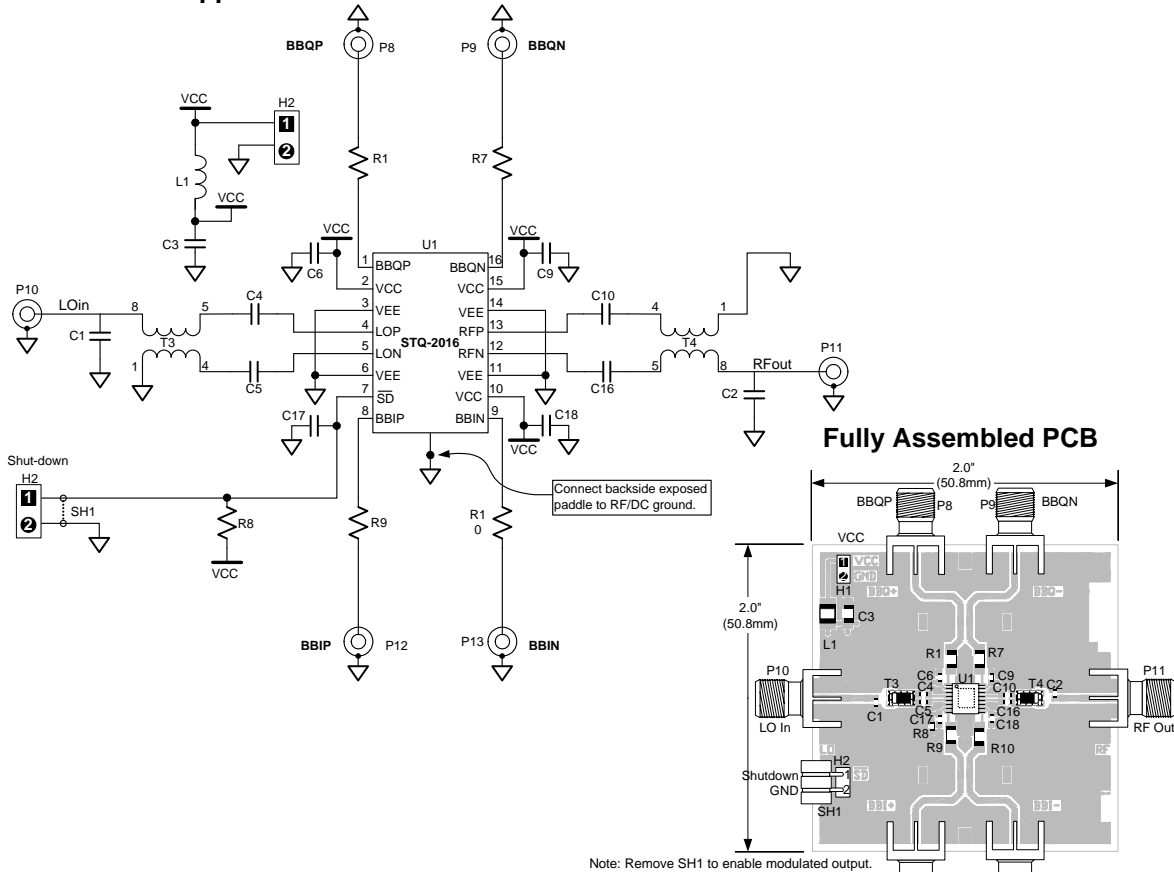 BBQP
P8
P9
BBQN
VCC
H2
1
2
L1
VCC
C3
R1
R7
VCC
C6
U1
VCC
C9
1
BBQP
BBQN
16
2
VCC
VCC
15
3
VEE
VEE
14
4
LOP
RFP
13
STQ-2016
5
LON
RFN
12
6
VEE
VEE
11
7
SD
VCC
10
8
BBIP
BBIN
9
P10
LOin
C1
8
5
C4
T3
1
4
C5
C10
4
1
T4
C16
5
8
RFout
P11
C2
C17
C18
VCC
Shut-down
H2
1
2
SH1
R8
VCC
R9
R1
0
Connect backside exposed
paddle to RF/DC ground.
BBIP
P12
P13
BBIN
Fully Assembled PCB
2.0"
(50.8mm)
BBQP
P8
P9
BBQN
VCC
1
VCC
2
GND
H1
BBQ+
BBQ-
2.0"
(50.8mm)
L1
C3
R1
R7
P10
P11
C6
U1
C9
T3
C4
C10
T4
C2
C1
C5
C16
C17
C18
R8
R9
R10
LO In
RF Out
LO
RF
H2
Shutdown
1
SD
GND
2
SH1
BBI+
BBI-
Note: Remove SH1 to enable modulated output.